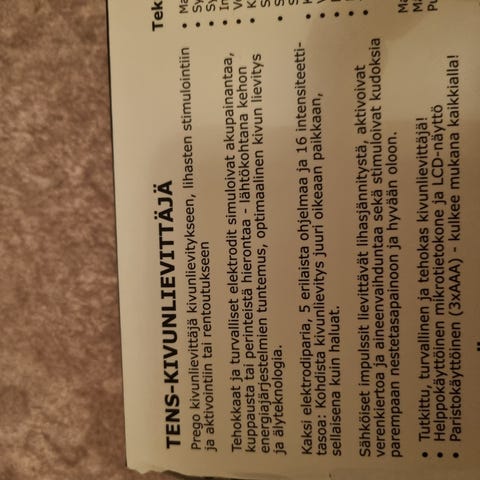 TENS-KIVUNLIEVITTÄJÄ
Prego kivunlievittäjä kivunlievitykseen, lihasten stimulointiin
ja aktivointiin tai rentoutukseen
Tehokkaat ja turvalliset elektrodit simuloivat akupainantaa,
kuppausta tai perinteistä hierontaa - lähtökohtana kehon
energiajärjestelmien tuntemus, optimaalinen kivun lievitys
ja älyteknologia.
Kaksi elektrodiparia, 5 erilaista ohjelmaa ja 16 intensiteetti-
tasoa: Kohdista kivunlievitys juuri oikeaan paikkaan,
sellaisena kuin haluat.
Sähköiset impulssit lievittävät lihasjännitystä, aktivoivat
verenkiertoa ja aineenvaihduntaa sekä stimuloivat kudoksia
parempaan nestetasapainoon ja hyvään oloon.
• Tutkittu, turvallinen ja tehokas kivunlievittäjä!
• Helppokäyttöinen mikrotietokone ja LCD-näyttö
• Paristokäyttöinen (3xAAA) - kulkee mukana kaikkialla!
Tek